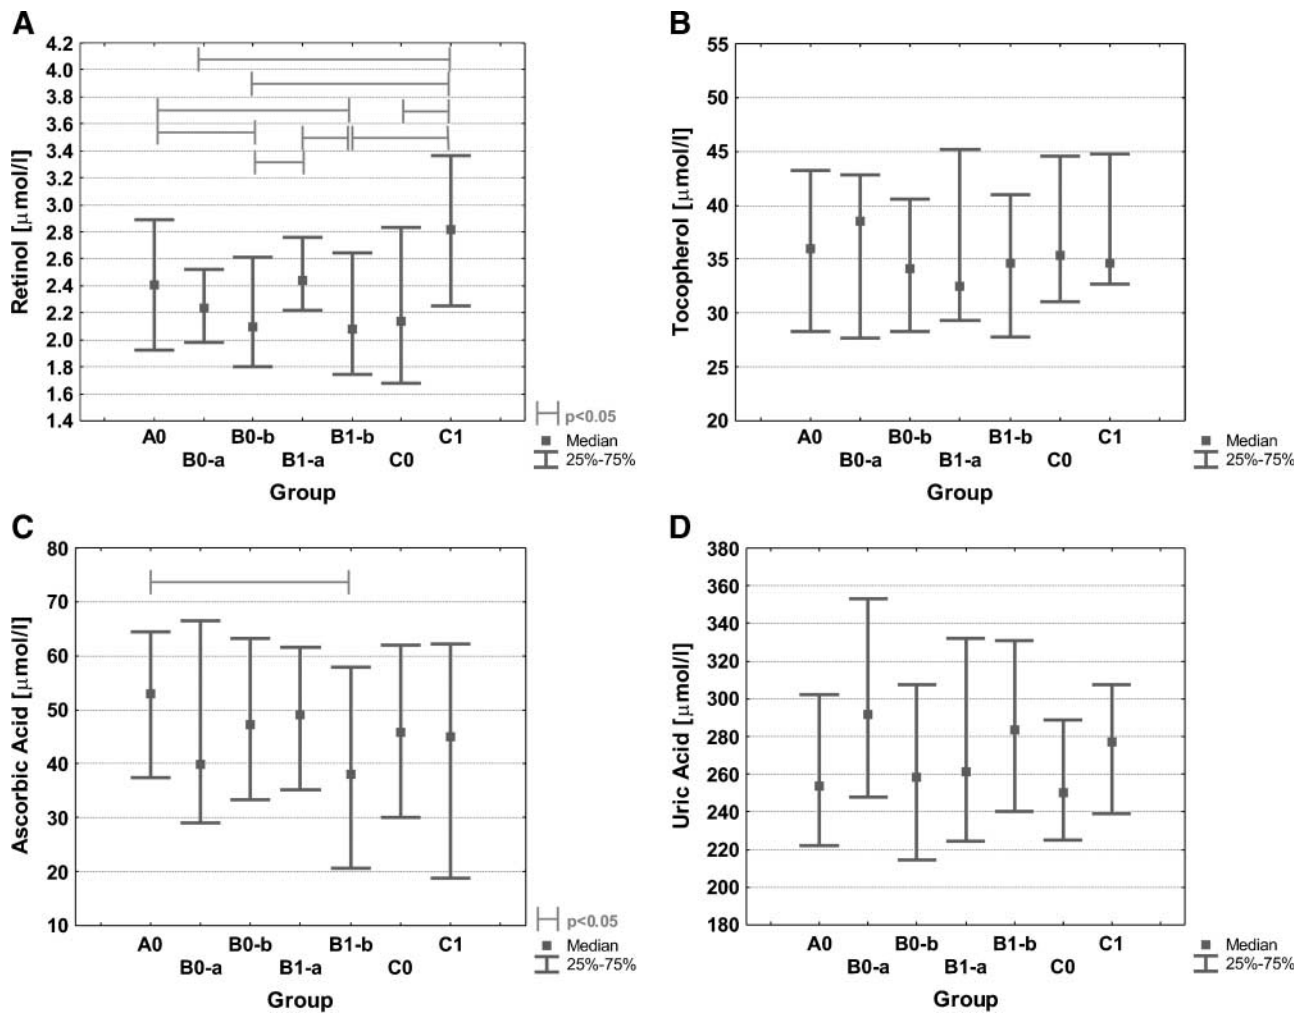 A
Retinol [μmol/l]
4.2
4.0
3.8
3.6
3.4
3.2
3.0
2.8
2.6
2.4
2.2
2.0
1.8
1.6
1.4
A0 B0-b B1-b C1
B0-a B1-a C0
Group
p<0.05
Median
25%-75%
B
Tocopherol [μmol/l]
55
50
45
40
35
30
25
20
A0 B0-b B1-b C1
B0-a B1-a C0
Group
Median
25%-75%
C
Ascorbic Acid [μmol/l]
80
70
60
50
40
30
20
10
A0 B0-b B1-b C1
B0-a B1-a C0
Group
p<0.05
Median
25%-75%
D
Uric Acid [μmol/l]
380
360
340
320
300
280
260
240
220
200
180
A0 B0-b B1-b C1
B0-a B1-a C0
Group
Median
25%-75%